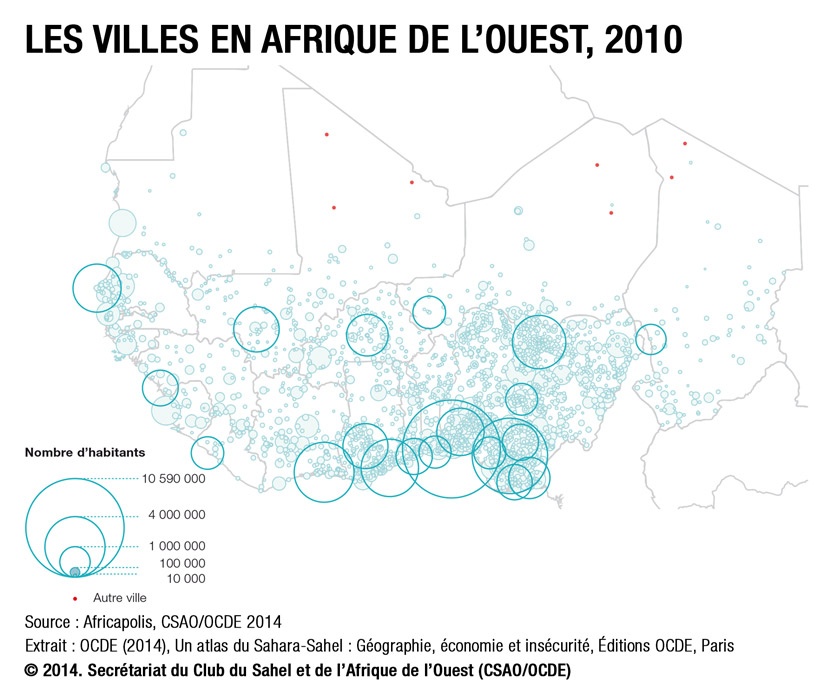 LES VILLES EN AFRIQUE DE L’OUEST, 2010
Nombre d’habitants
10 590 000
4 000 000
1 000 000
100 000
10 000
Autre ville
Source : Africapolis, CSAO/OCDE 2014
Extrait : OCDE (2014), Un atlas du Sahara-Sahel : Géographie, économie et insécurité, Éditions OCDE, Paris
© 2014. Secrétariat du Club du Sahel et de l’Afrique de l’Ouest (CSAO/OCDE)